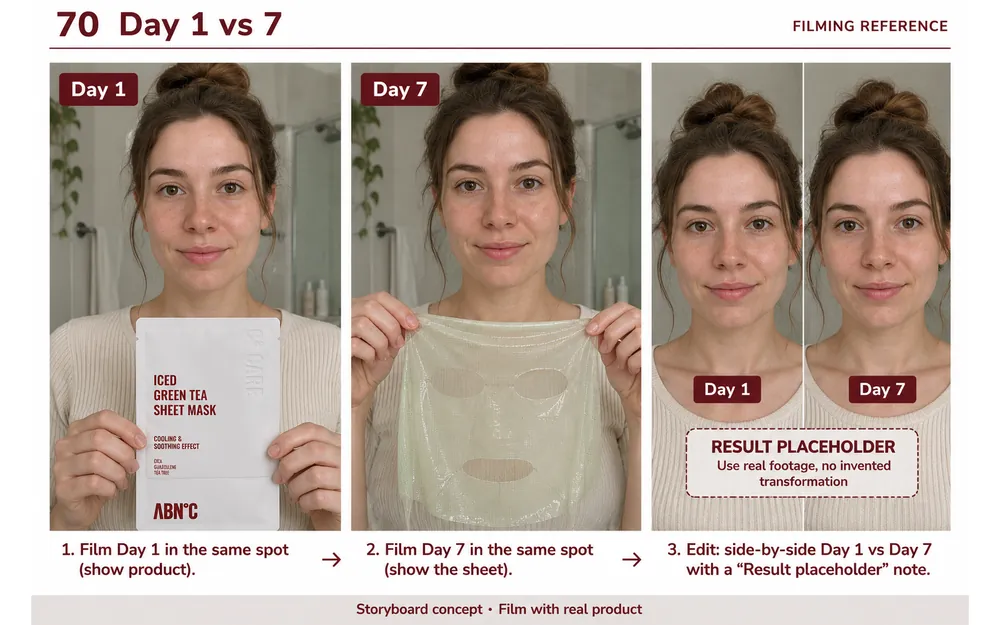 70 Day 1 vs 7
FILMING REFERENCE
Day 1
ICED
GREEN TEA
SHEET MASK
COOLING &
SOOTHING EFFECT
CICA
TEA TREE
ABN°C
Day 7
Day 1
Day 7
RESULT PLACEHOLDER
Use real footage, no invented
transformation
1. Film Day 1 in the same spot
(show product).
→
2. Film Day 7 in the same spot
(show the sheet).
→
3. Edit: side-by-side Day 1 vs Day 7
with a “Result placeholder” note.
Storyboard concept • Film with real product